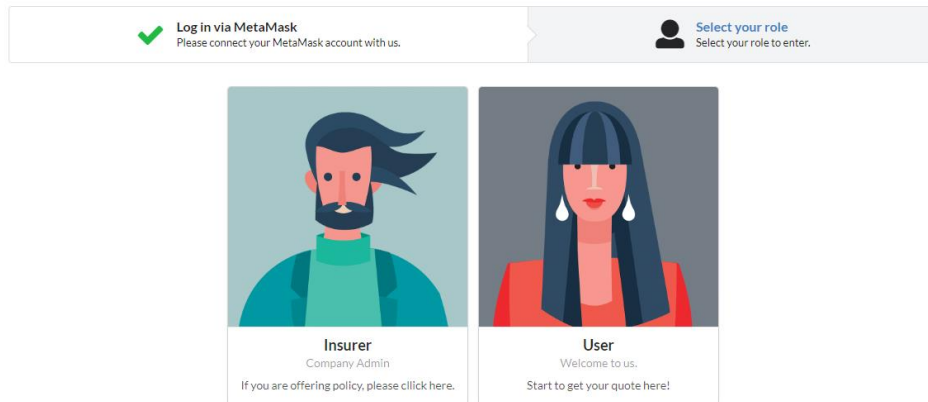 Log in via MetaMask
Please connect your MetaMask account with us.
Select your role
Select your role to enter.
Insurer
Company Admin
If you are offering policy, please cllick here.
User
Welcome to us.
Start to get your quote here!